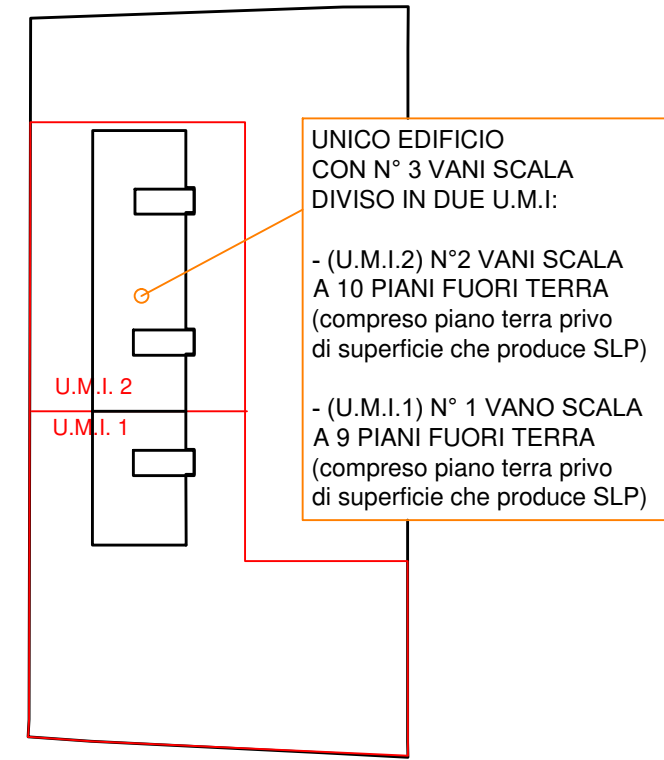 UNICO EDIFICIO
CON N° 3 VANI SCALA
DIVISO IN DUE U.M.I:
- (U.M.I.2) N°2 VANI SCALA
A 10 PIANI FUORI TERRA
(compreso piano terra privo
di superficie che produce SLP)
- (U.M.I.1) N° 1 VANO SCALA
A 9 PIANI FUORI TERRA
(compreso piano terra privo
di superficie che produce SLP)
U.M.I. 2
U.M.I. 1